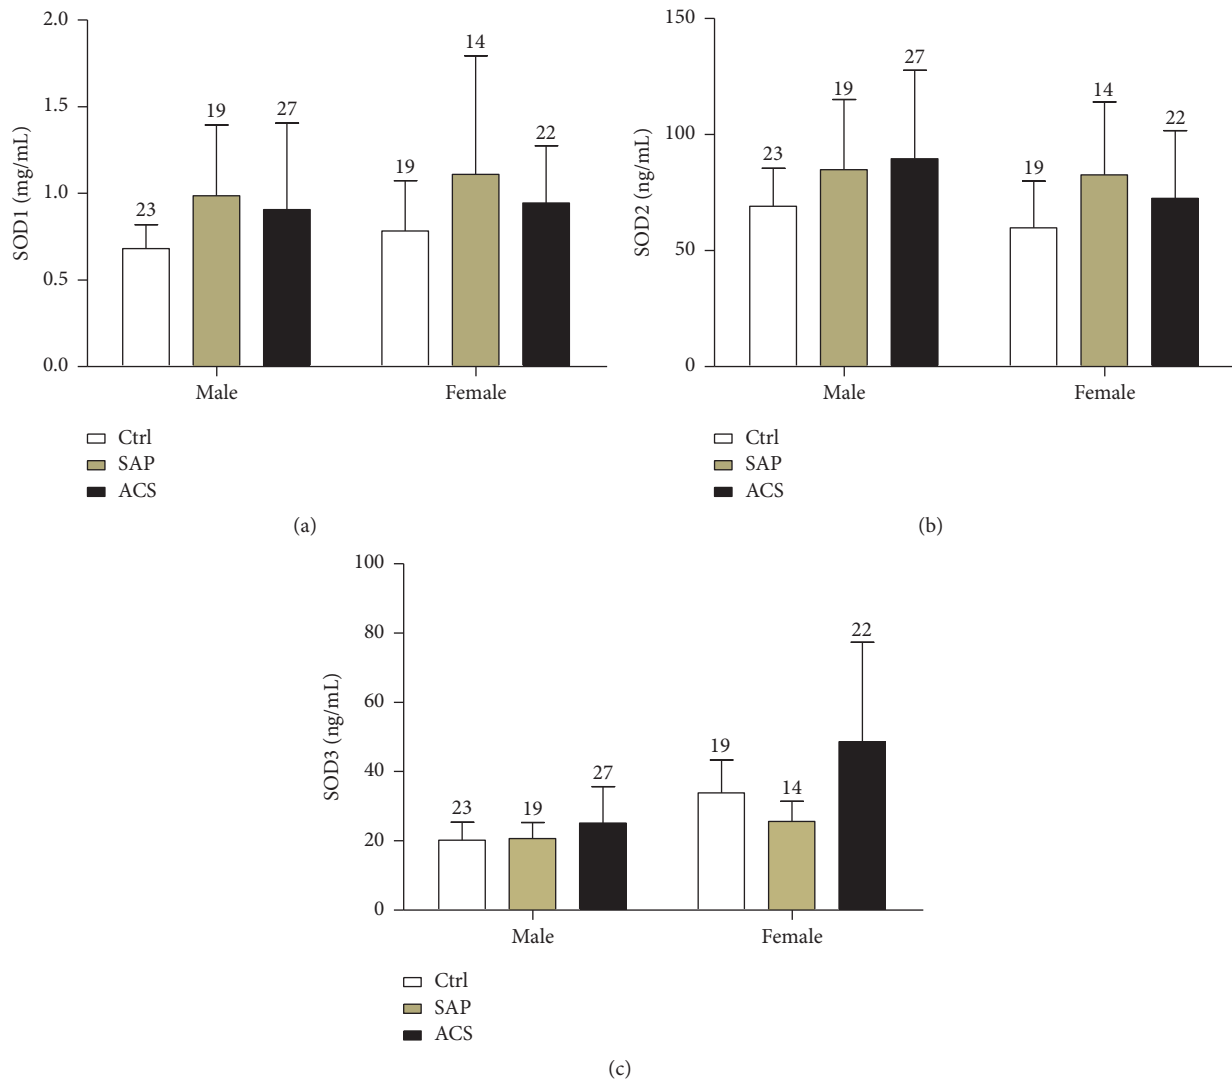 2.0
1.5
1.0
0.5
0.0
SOD1 (mg/mL)
23
19
27
19
14
22
Male
Female
Ctrl
SAP
ACS
(a)
150
100
50
0
SOD2 (ng/mL)
23
19
27
19
14
22
Male
Female
Ctrl
SAP
ACS
(b)
100
80
60
40
20
0
SOD3 (ng/mL)
23
19
27
19
14
22
Male
Female
Ctrl
SAP
ACS
(c)